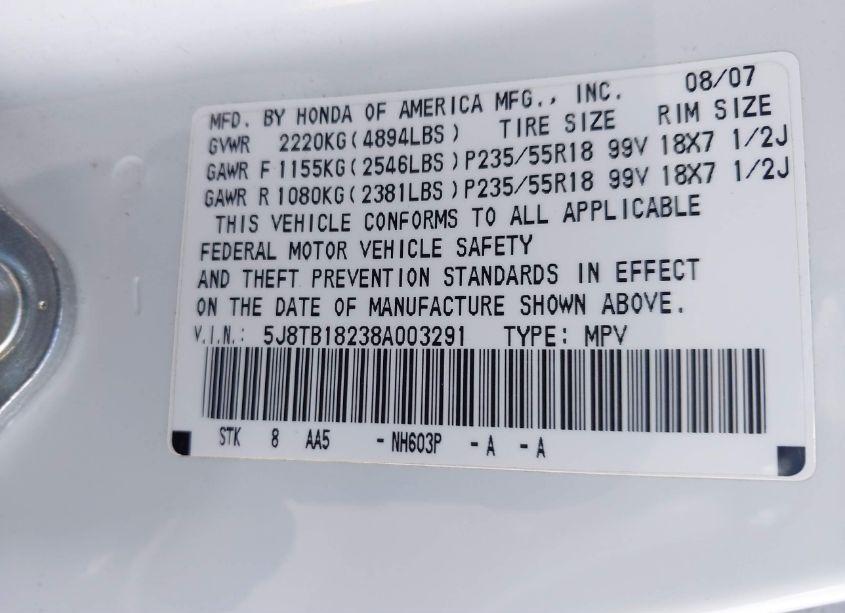 MFD. BY HONDA OF AMERICA MFG., INC. 08/07
GVWR 2220KG(4894LBS) TIRE SIZE RIM SIZE
GAWR F 1155KG(2546LBS)P235/55R18 99V 18X7 1/2J
GAWR R 1080KG(2381LBS)P235/55R18 99V 18X7 1/2J
THIS VEHICLE CONFORMS TO ALL APPLICABLE
FEDERAL MOTOR VEHICLE SAFETY
AND THEFT PREVENTION STANDARDS IN EFFECT
ON THE DATE OF MANUFACTURE SHOWN ABOVE.
V.I.N.: 5J8TB18238A003291 TYPE: MPV
STK 8 AA5 -NH603P -A -A